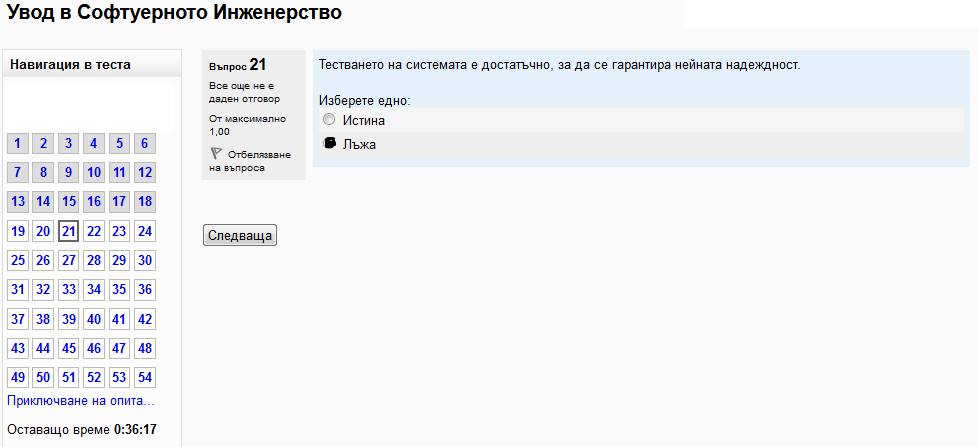 Увод в Софтуерното Инженерство
Навигация в теста
1 2 3 4 5 6
7 8 9 10 11 12
13 14 15 16 17 18
19 20 21 22 23 24
25 26 27 28 29 30
31 32 33 34 35 36
37 38 39 40 41 42
43 44 45 46 47 48
49 50 51 52 53 54
Приключване на опита...
Оставащо време 0:36:17
Въпрос 21
Все още не е
даден отговор
От максимално
1,00
Отбелязване
на въпроса
Тестването на системата е достатъчно, за да се гарантира нейната надеждност.
Изберете едно:
Истина
Лъжа
Следваща